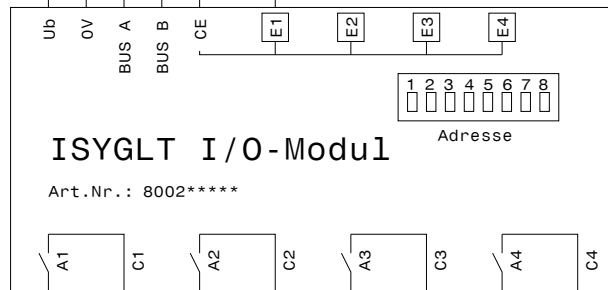 Ub 0V BUS A BUS B CE E1 E2 E3 E4
1 2 3 4 5 6 7 8
Adresse
ISYGLT I/O-Modul
Art.Nr.: 8002*****
A1 C1 A2 C2 A3 C3 A4 C4